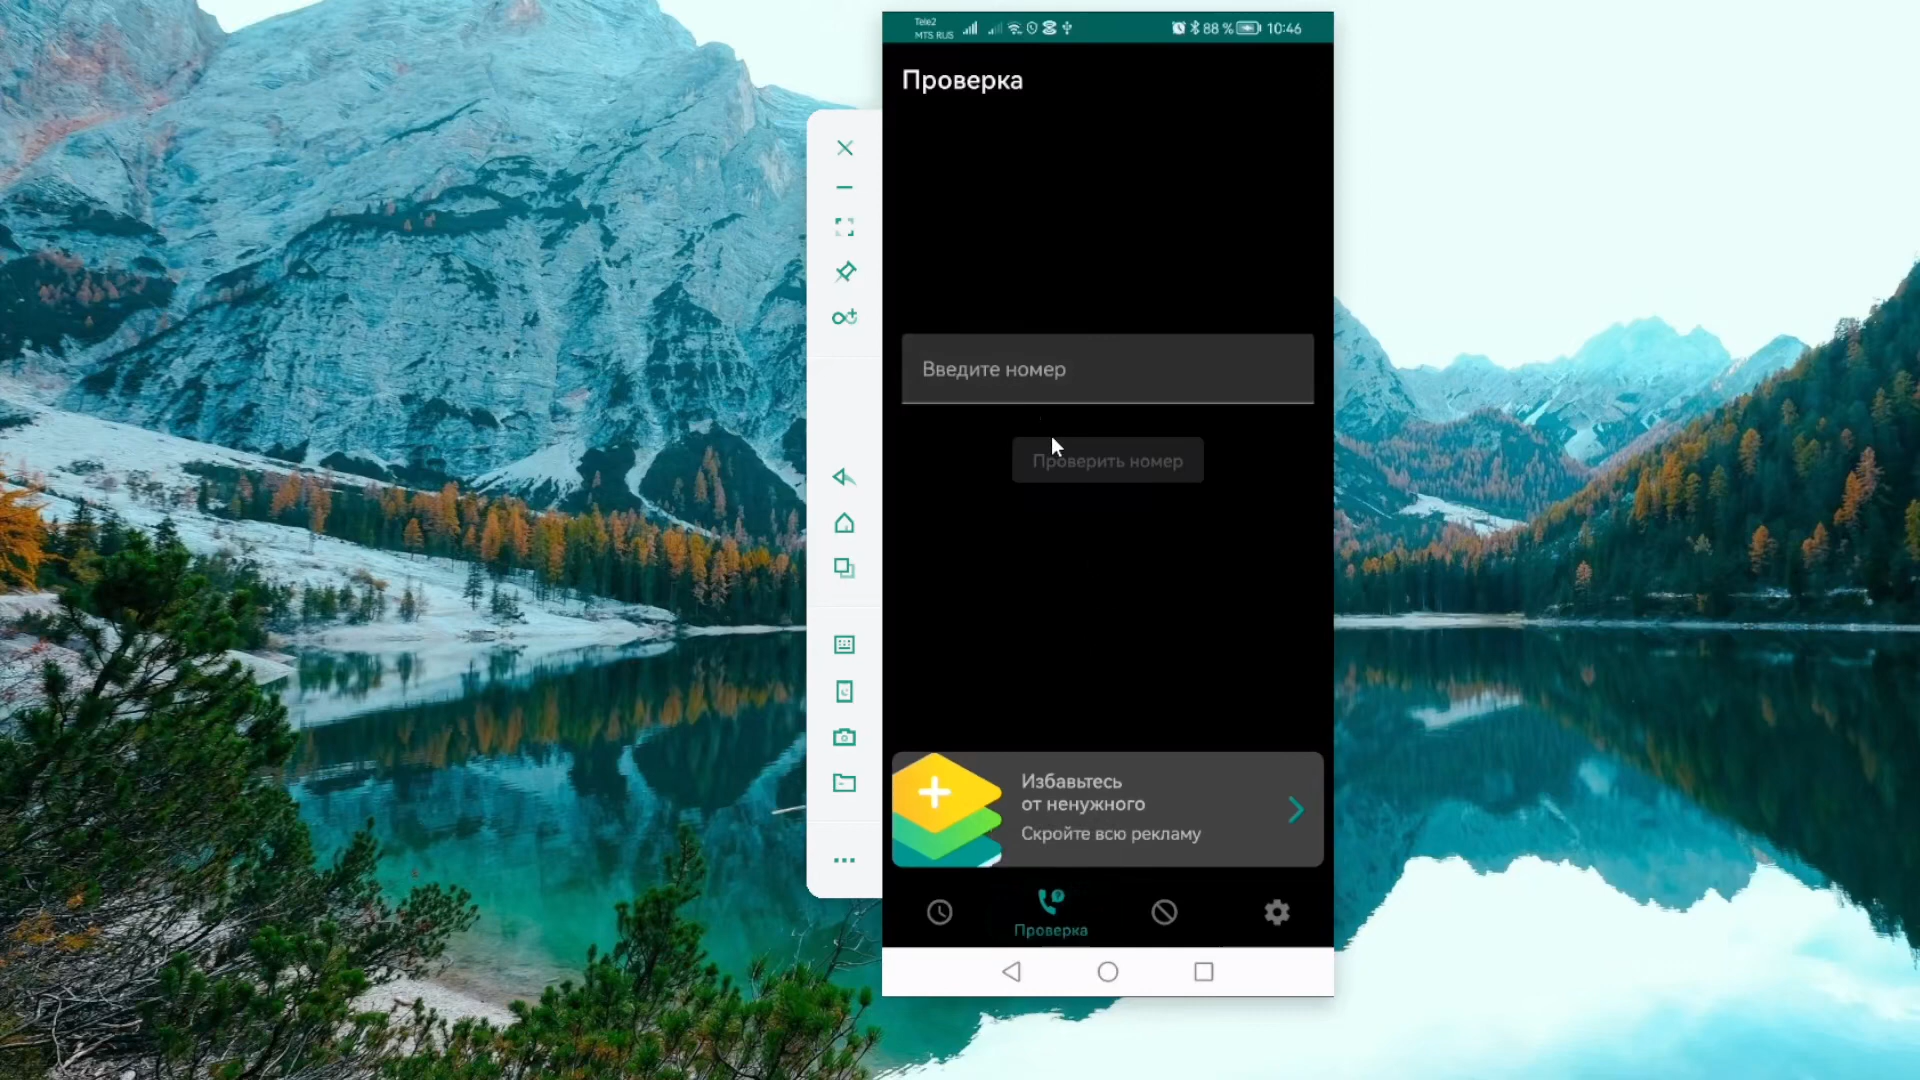 Tele2
MTS RUS
88 %
10:46
Проверка
Введите номер
Проверить номер
Избавьтесь
от ненужного
Скройте всю рекламу
Проверка